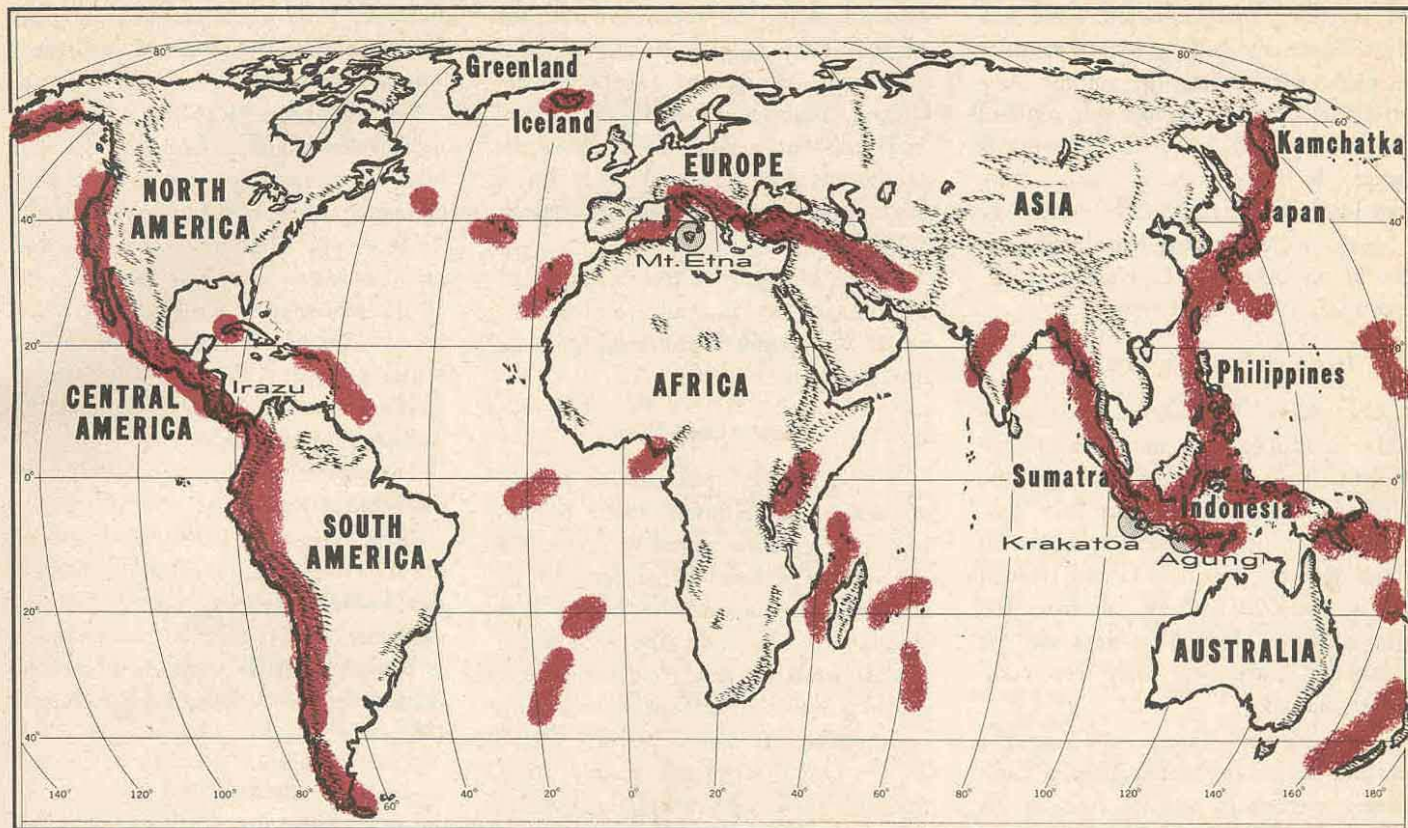 80°
80°
Greenland
Iceland
60°
Kamchatka
EUROPE
NORTH
AMERICA
ASIA
Japan
40°
40°
Mt. Etna
20°
20°
Irazu
Philippines
CENTRAL
AMERICA
AFRICA
0°
0°
Sumatra
Indonesia
SOUTH
AMERICA
Krakatoa
Agung
20°
20°
AUSTRALIA
40°
40°
140°
120°
100°
80°
60°
40°
20°
0°
20°
40°
60°
80°
100°
120°
140°
160°
180°